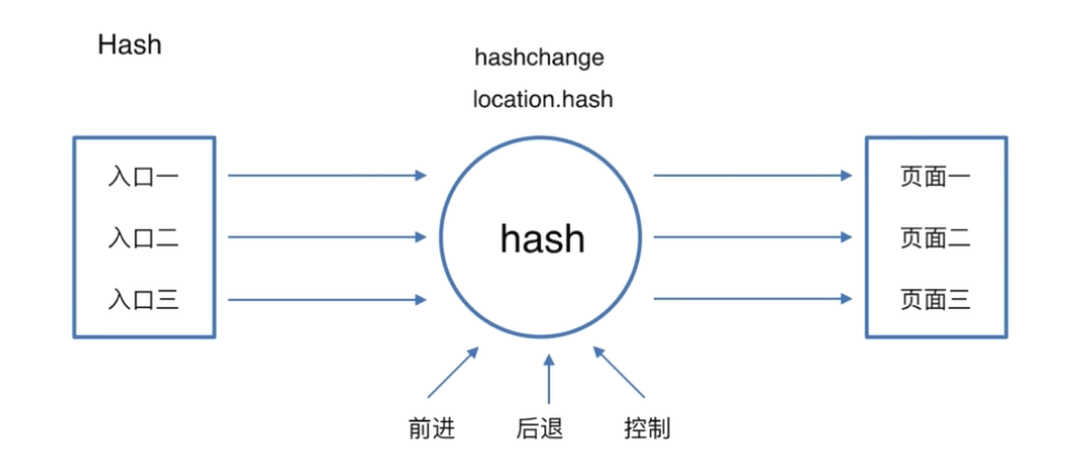 Hash
hashchange
location.hash
入口一
入口二
入口三
hash
页面一
页面二
页面三
前进
后退
控制